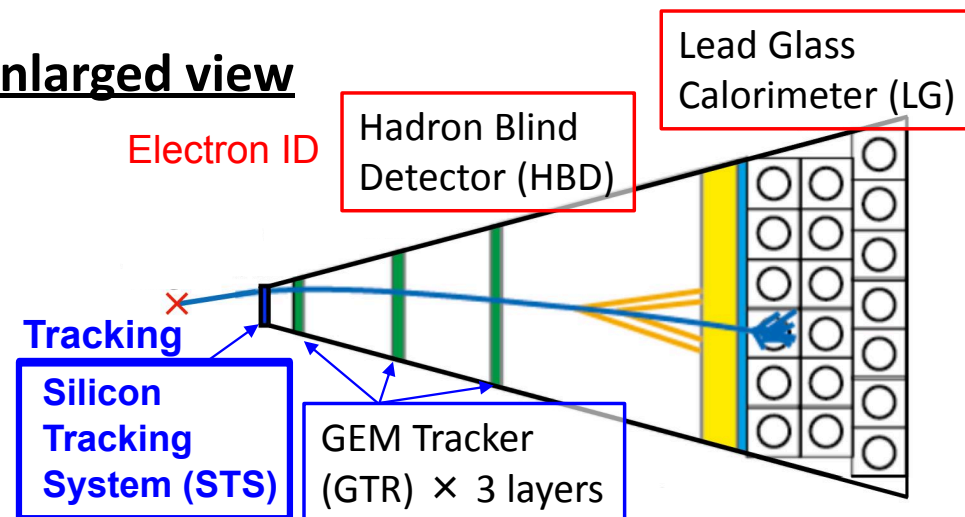 nlarged view
Lead Glass
Calorimeter (LG)
Electron ID
Hadron Blind
Detector (HBD)
Tracking
Silicon
Tracking
System (STS)
GEM Tracker
(GTR) × 3 layers